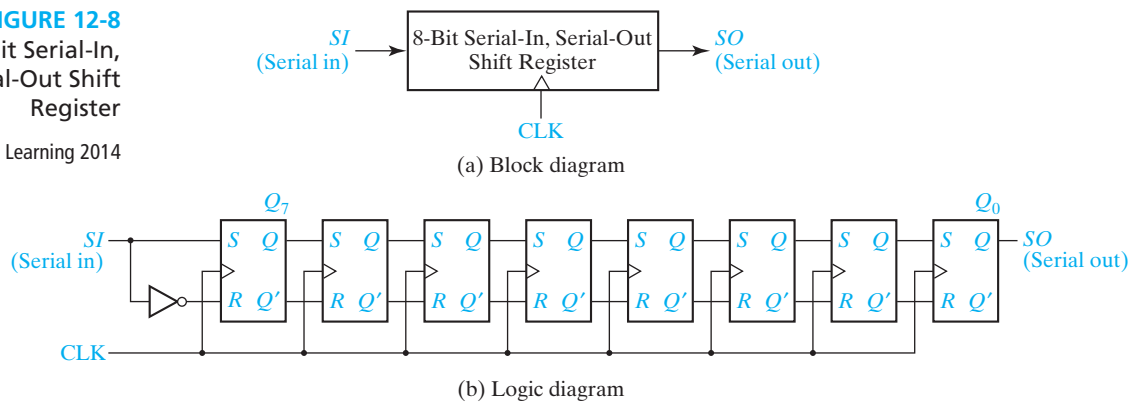 IGURE 12-8
it Serial-In,
al-Out Shift
Register
Learning 2014
SI
(Serial in)
8-Bit Serial-In, Serial-Out
Shift Register
SO
(Serial out)
CLK
(a) Block diagram
Q7 Q0
SI
(Serial in)
S Q S Q S Q S Q S Q S Q S Q S Q
SO
(Serial out)
R Q′ R Q′ R Q′ R Q′ R Q′ R Q′ R Q′ R Q′
CLK
(b) Logic diagram